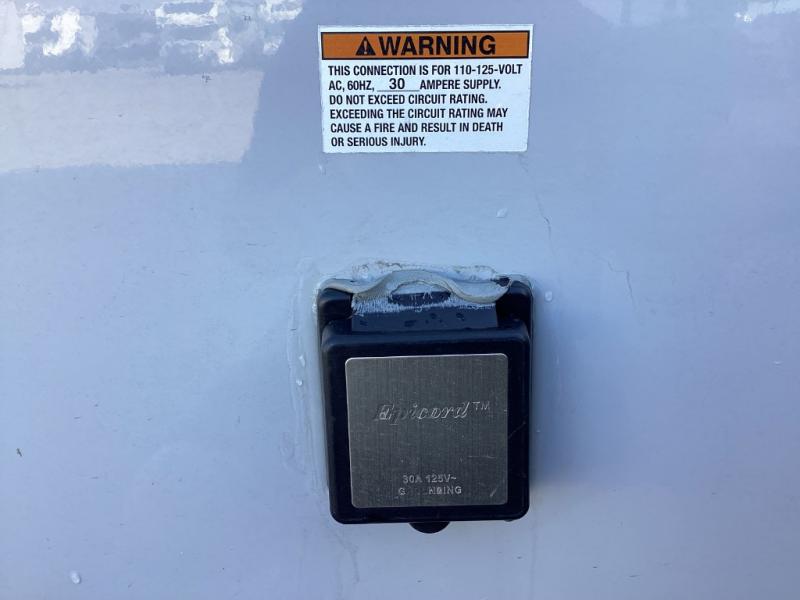 WARNING
THIS CONNECTION IS FOR 110-125-VOLT
AC, 60HZ, 30 AMPERE SUPPLY.
DO NOT EXCEED CIRCUIT RATING.
EXCEEDING THE CIRCUIT RATING MAY
CAUSE A FIRE AND RESULT IN DEATH
OR SERIOUS INJURY.
Epicord™
30A 125V~